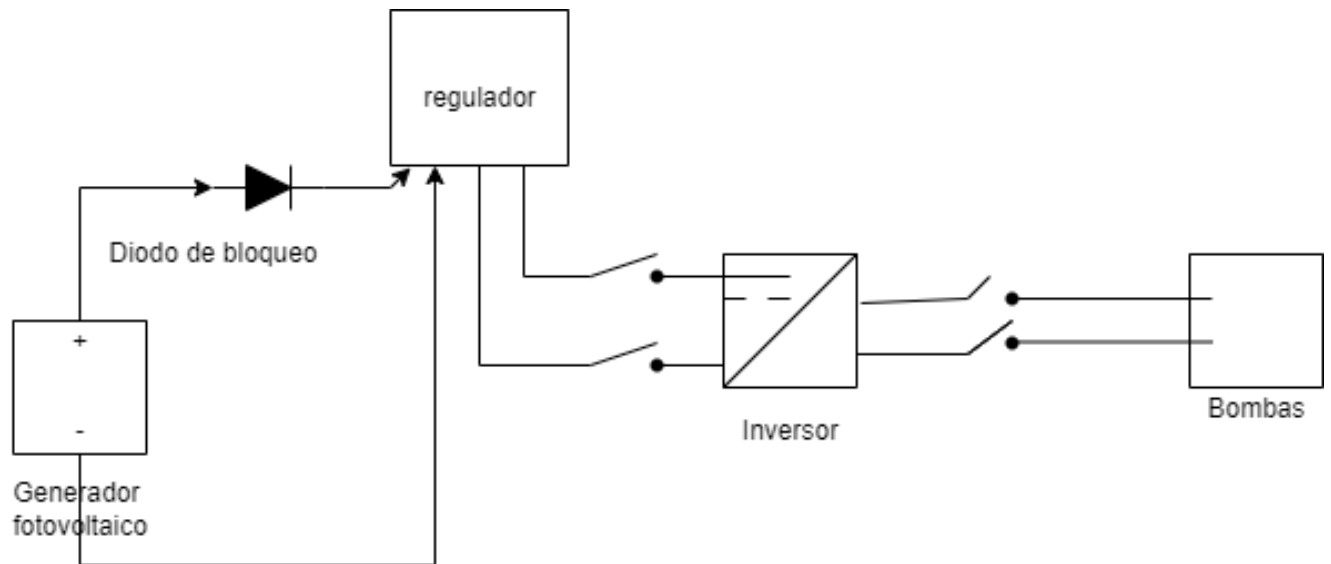 regulador
Diodo de bloqueo
+
-
Generador
fotovoltaico
Inversor
Bombas